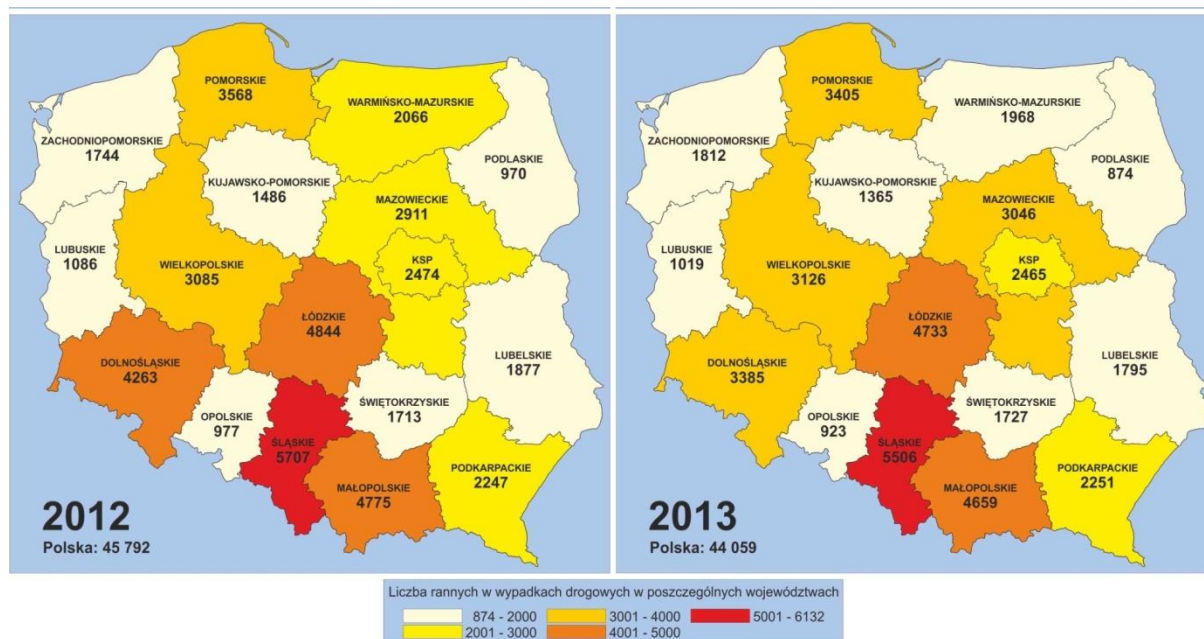 POMORSKIE
3568
WARMIŃSKO-MAZURSKIE
2066
ZACHODNIOPOMORSKIE
1744
PODLASKIE
970
KUJAWSKO-POMORSKIE
1486
MAZOWIECKIE
2911
LUBUSKIE
1086
WIELKOPOLSKIE
3085
KSP
2474
ŁÓDZKIE
4844
DOLNOŚLĄSKIE
4263
LUBELSKIE
1877
OPOLSKIE
977
ŚWIĘTOKRZYSKIE
1713
ŚLĄSKIE
5707
MAŁOPOLSKIE
4775
PODKARPACKIE
2247
2012
Polska: 45 792
POMORSKIE
3405
WARMIŃSKO-MAZURSKIE
1968
ZACHODNIOPOMORSKIE
1812
PODLASKIE
874
KUJAWSKO-POMORSKIE
1365
MAZOWIECKIE
3046
LUBUSKIE
1019
WIELKOPOLSKIE
3126
KSP
2465
ŁÓDZKIE
4733
DOLNOŚLĄSKIE
3385
LUBELSKIE
1795
OPOLSKIE
923
ŚWIĘTOKRZYSKIE
1727
ŚLĄSKIE
5506
MAŁOPOLSKIE
4659
PODKARPACKIE
2251
2013
Polska: 44 059
Liczba rannych w wypadkach drogowych w poszczególnych województwach
874 - 2000
3001 - 4000
5001 - 6132
2001 - 3000
4001 - 5000